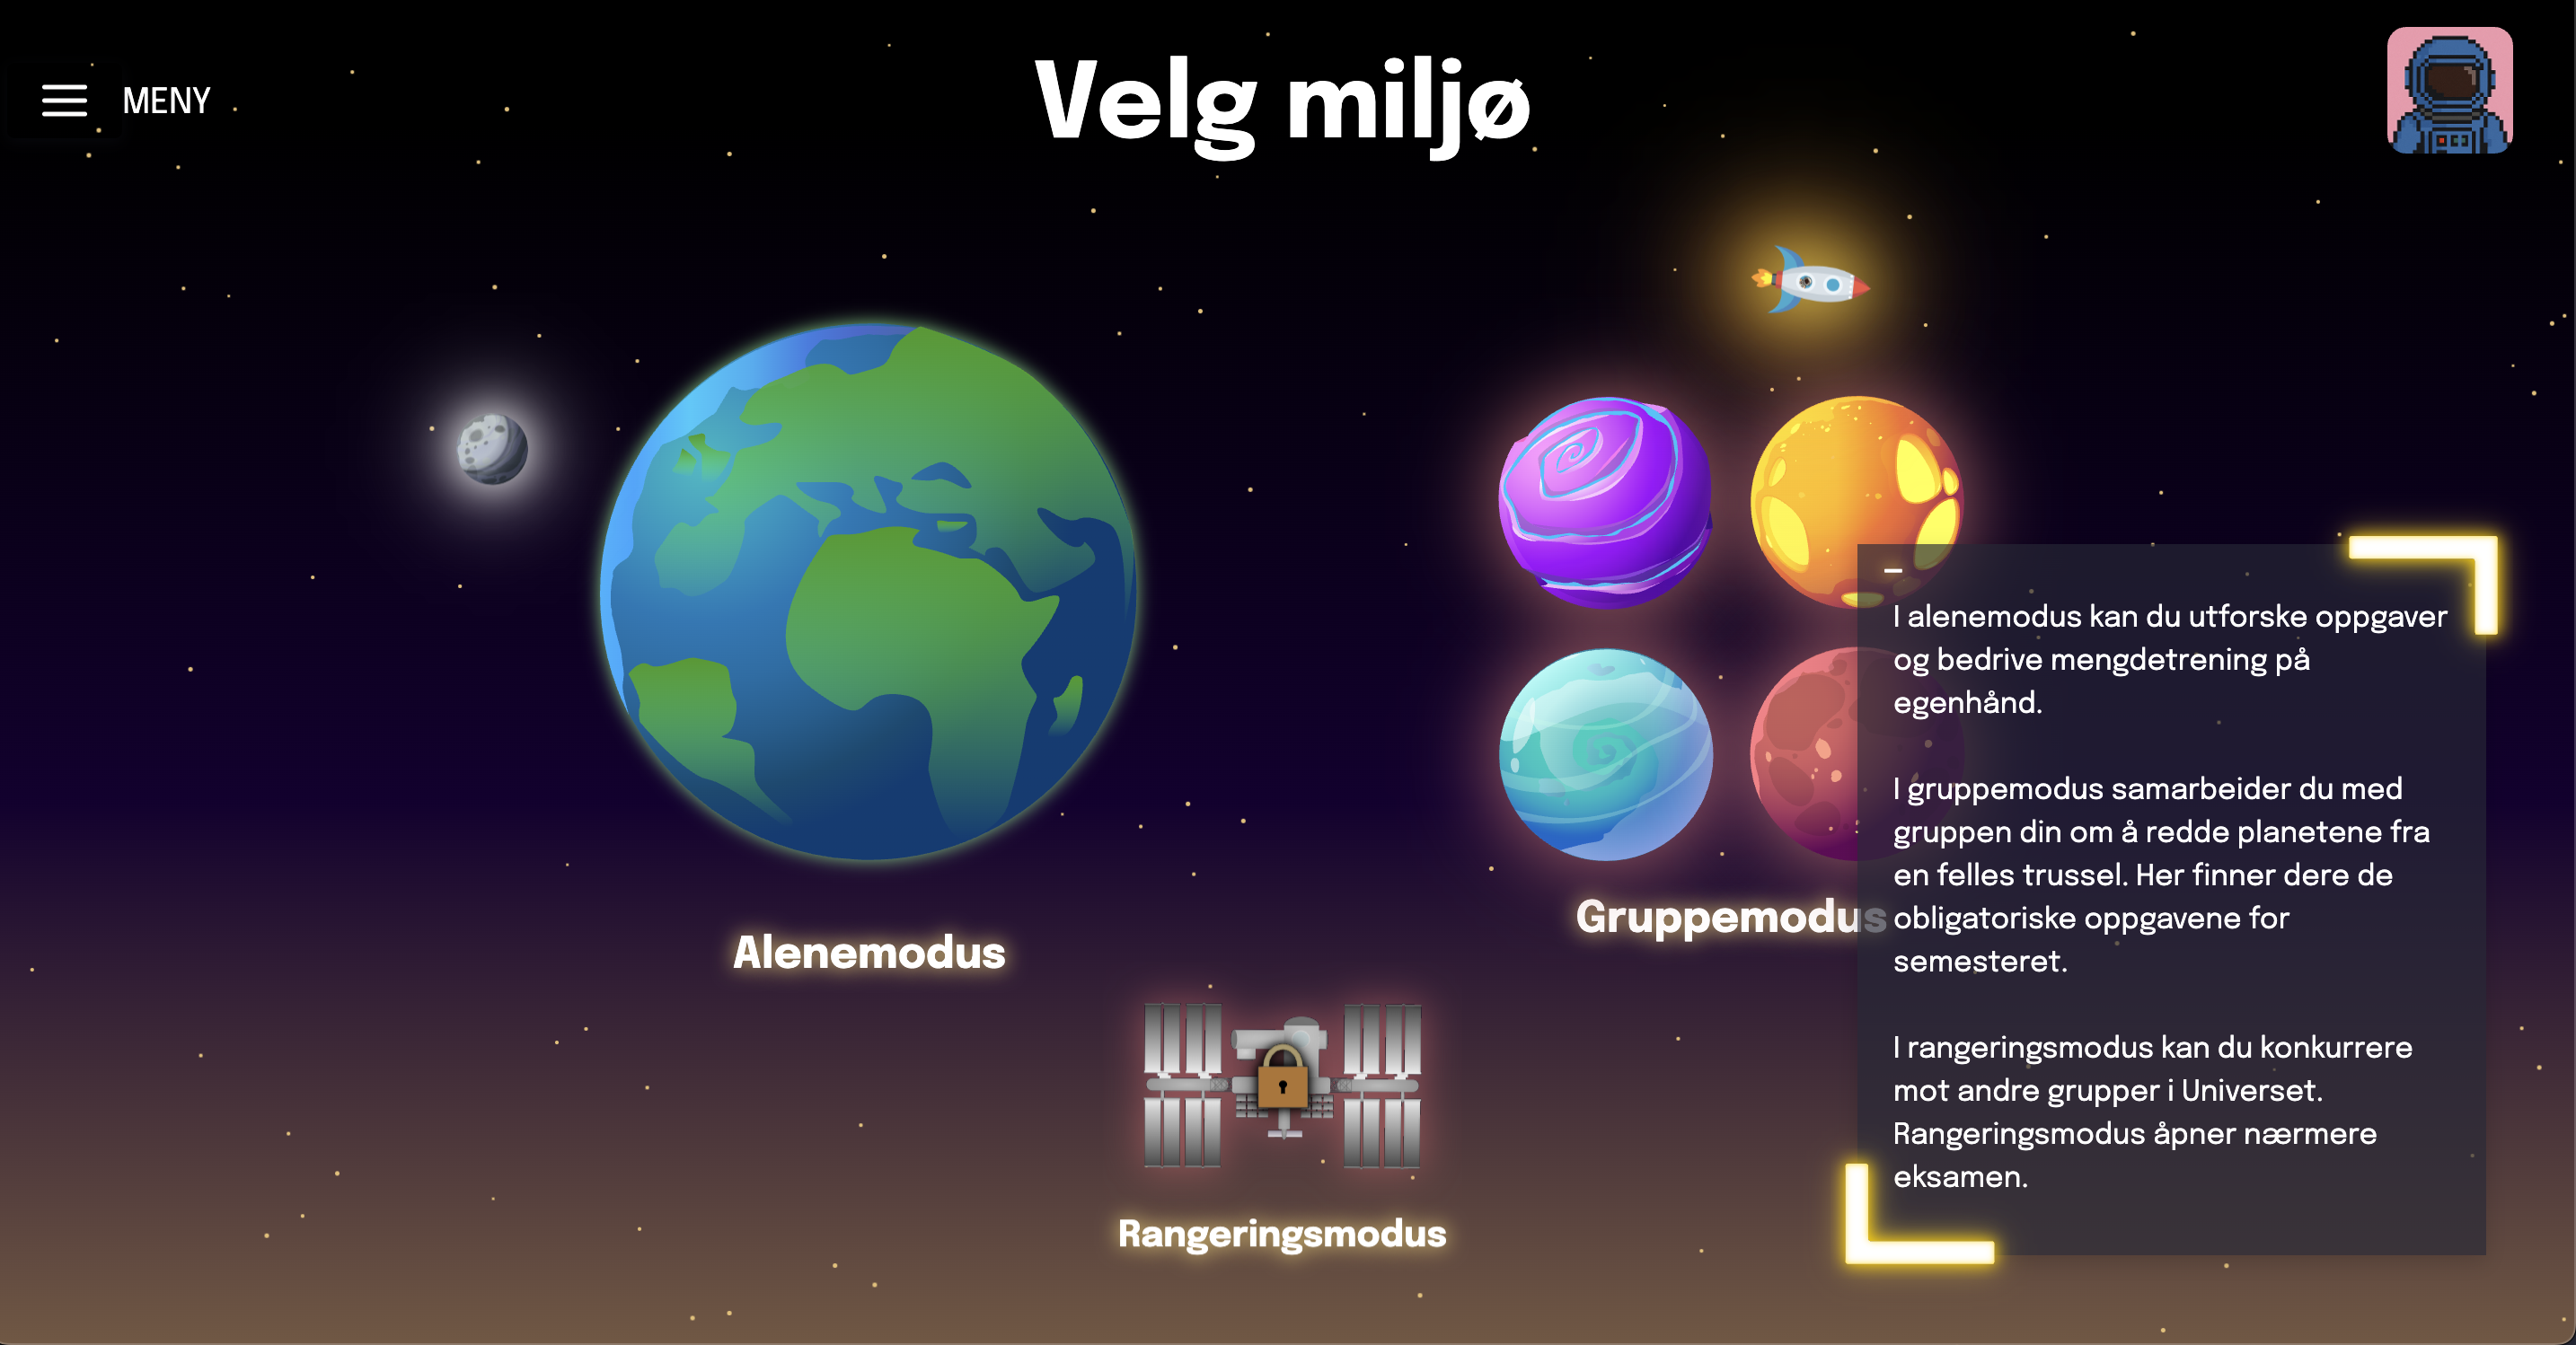 MENY
Velg miljø
Alenemodus
Gruppemodus
Rangeringsmodus
I alenemodus kan du utforske oppgaver
og bedrive mengdetrening på
egenhånd.
I gruppemodus samarbeider du med
gruppen din om å redde planetene fra
en felles trussel. Her finner dere de
obligatoriske oppgavene for
semesteret.
I rangeringsmodus kan du konkurrere
mot andre grupper i Universet.
Rangeringsmodus åpner nærmere
eksamen.